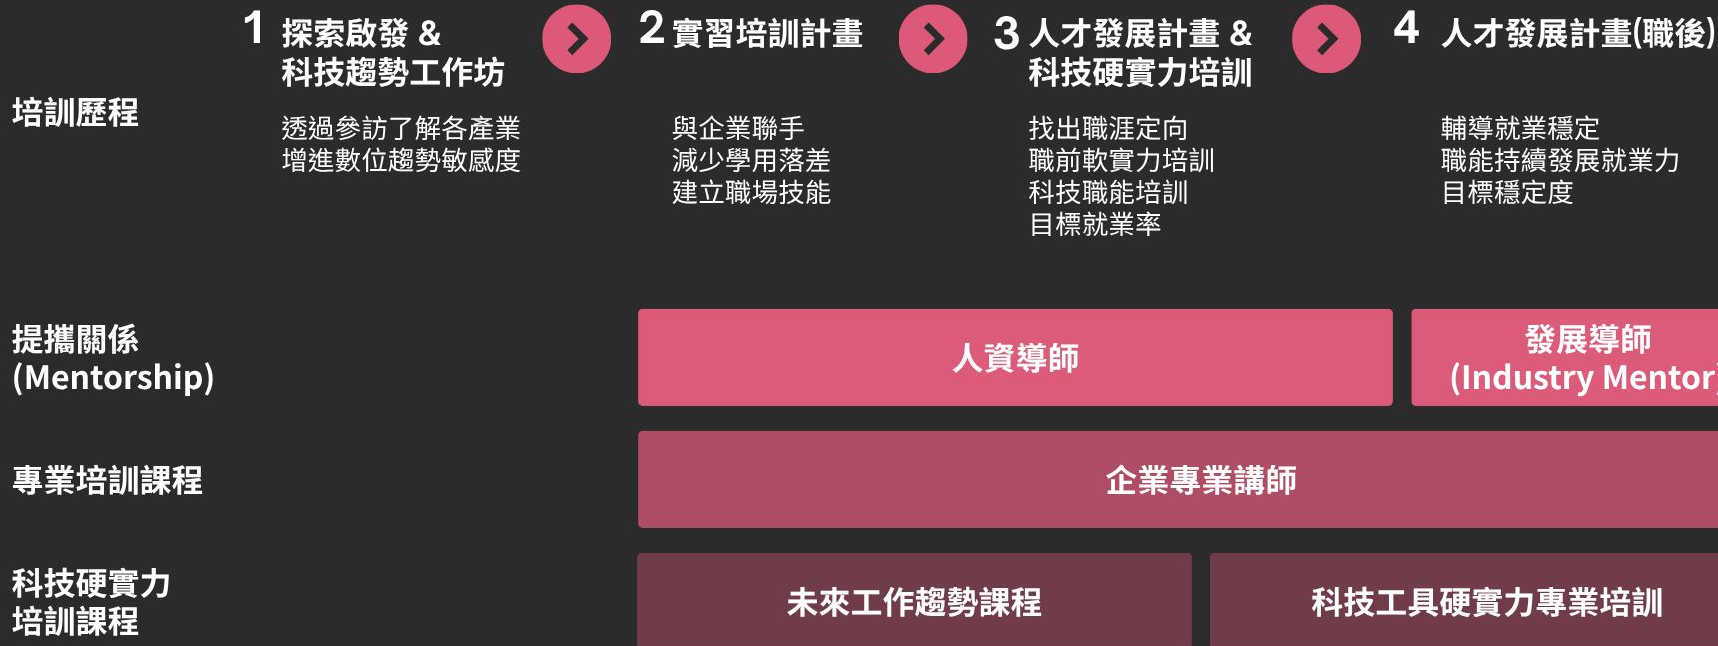 培訓歷程
1 探索啟發 &
科技趨勢工作坊
透過參訪了解各產業
增進數位趨勢敏感度
2 實習培訓計畫
與企業聯手
減少學用落差
建立職場技能
3 人才發展計畫 &
科技硬實力培訓
找出職涯定向
職前軟實力培訓
科技職能培訓
目標就業率
4 人才發展計畫(職後)
輔導就業穩定
職能持續發展就業力
目標穩定度
提攜關係
(Mentorship)
人資導師
發展導師
(Industry Mentor)
專業培訓課程
企業專業講師
科技硬實力
培訓課程
未來工作趨勢課程
科技工具硬實力專業培訓